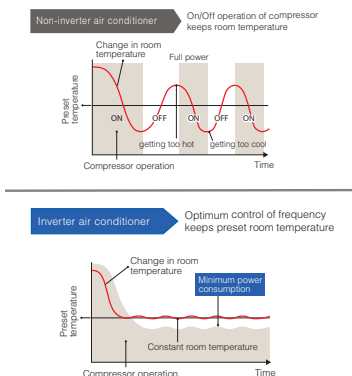 Non-inverter air conditioner
On/Off operation of compressor
keeps room temperature
Change in room
temperature
Full power
Preset
temperature
ON OFF ON OFF ON
getting too hot
getting too cool
Compressor operation
Time
Inverter air conditioner
Optimum control of frequency
keeps preset room temperature
Change in room
temperature
Minimum power
consumption
Preset
temperature
Constant room temperature
Compressor operation
Time